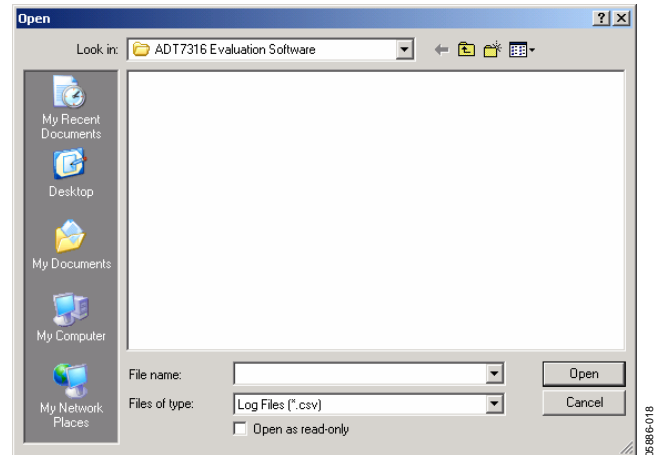 Open
Look in:
ADT7316 Evaluation Software
My Recent
Documents
Desktop
My Documents
My Computer
My Network
Places
File name:
Open
Files of type:
Log Files (*.csv)
Cancel
Open as read-only
05886-018